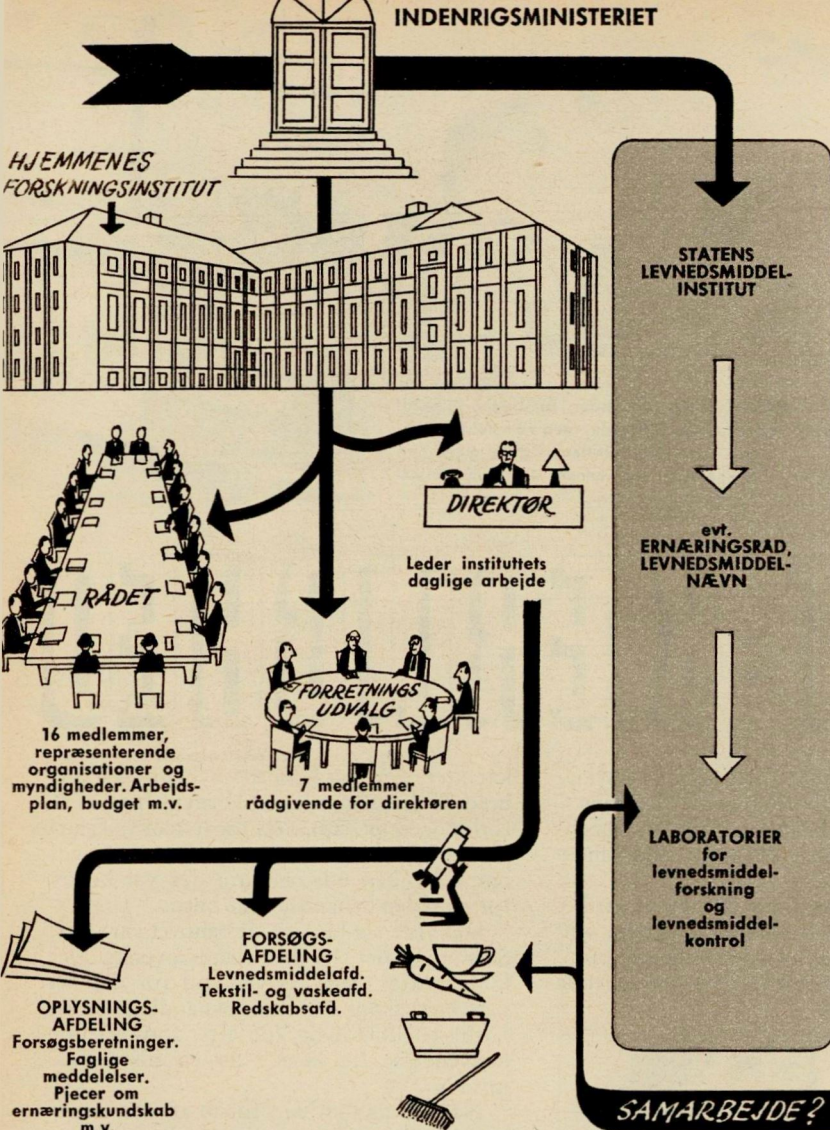 INDENRIGSMINISTERIET
HJEMMENES
FORSKNINGSINSTITUT
STATENS
LEVNEDSMIDDEL-
INSTITUT
DIREKTØR
Leder instituttets
daglige arbejde
evt.
ERNÆRINGSRAD,
LEVNEDSMIDDEL-
NÆVN
RÅDET
16 medlemmer,
repræsenterende
organisationer og
myndigheder. Arbejds-
plan, budget m.v.
FORRETNINGS
UDVALG
7 medlemmer
rådgivende for direktøren
LABORATORIER
for
levnedsmiddel-
forskning
og
levnedsmiddel-
kontrol
OPLYSNINGS-
AFDELING
Forsøgsberetninger.
Faglige
meddelelser.
Pjecer om
ernæringskundskab
m.v.
FORSØGS-
AFDELING
Levnedsmiddelafd.
Tekstil- og vaskeafd.
Redskabsafd.
SAMARBEJDE?